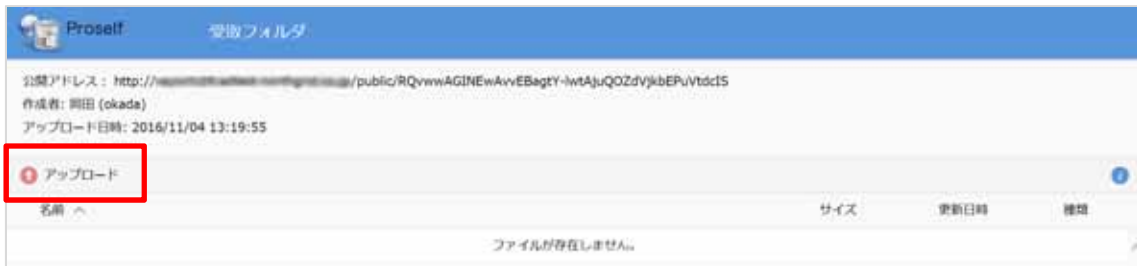 Proself 受取フォルダ
公開アドレス: http:// /public/RQvwwAGINEwAvvEBagtY-lwtAjuQOZdVjkbEPuVtdcIS
作成者: 岡田 (okada)
アップロード日時: 2016/11/04 13:19:55
アップロード
名前 サイズ 更新日時 種類
ファイルが存在しません。